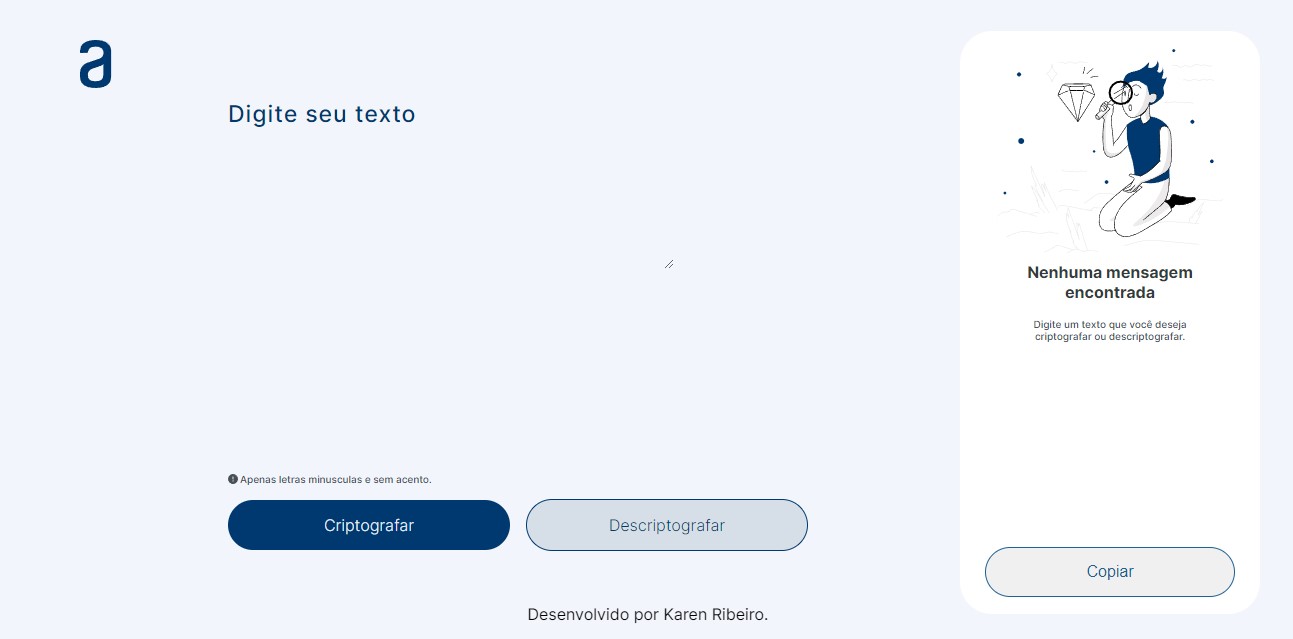 a
Digite seu texto
Nenhuma mensagem
encontrada
Digite um texto que você deseja
criptografar ou descriptografar.
Apenas letras minusculas e sem acento.
Criptografar
Descriptografar
Copiar
Desenvolvido por Karen Ribeiro.